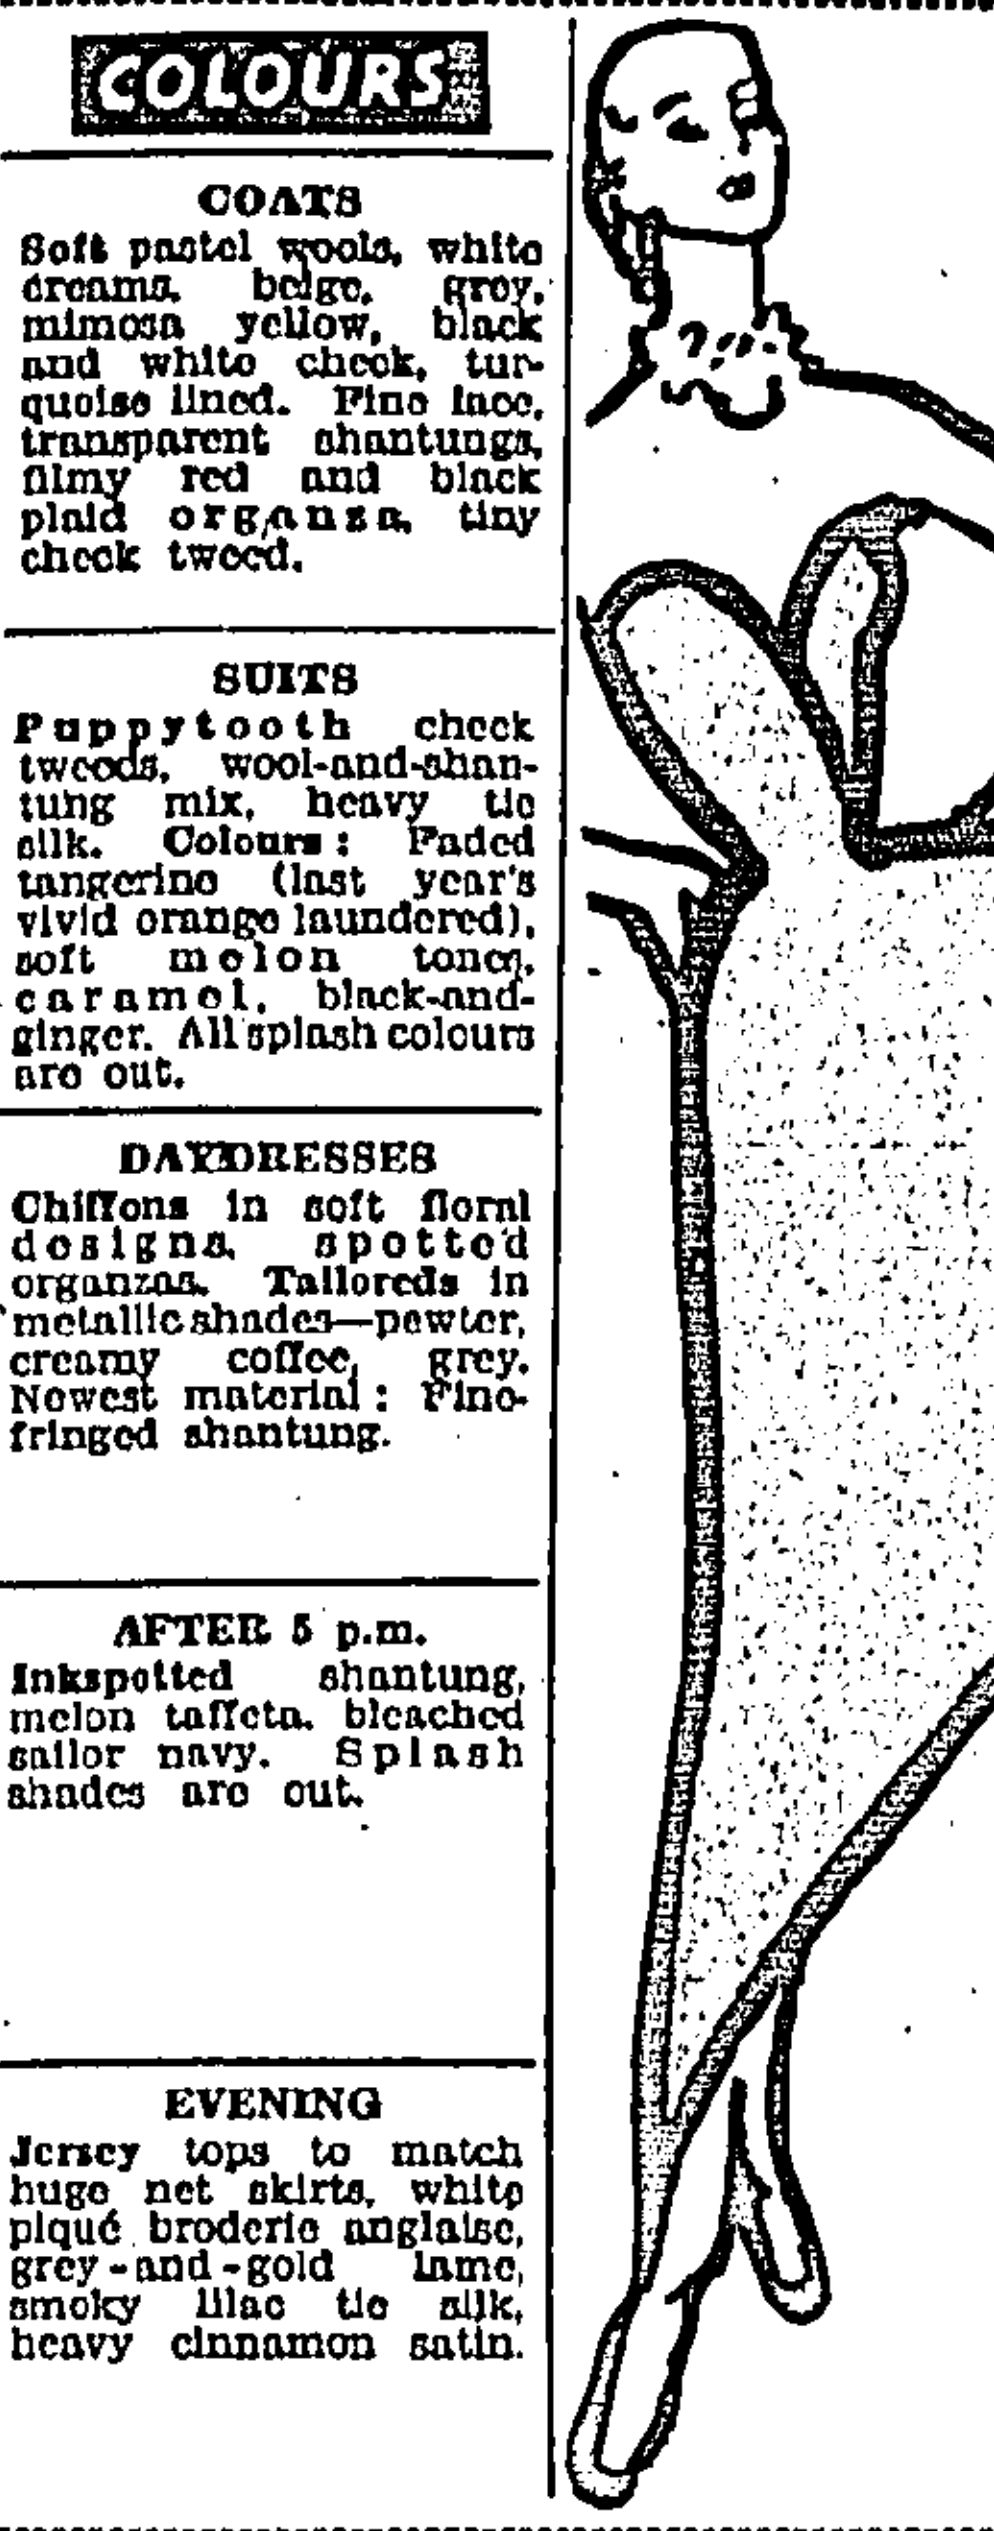 COLOURS
COATS
Soft pastel wools, white
creams, beige, grey,
mimosa yellow, black
and white check, tur-
quoise lined. Fine lace,
transparent shantungs,
filmy red and black
plaid organza, tiny
check tweed.
SUITS
Puppytooth check
tweeds, wool-and-shan-
tung mix, heavy tie
silk. Colours: Faded
tangerine (last year's
vivid orange laundered),
soft melon tones,
caramel, black-and-
ginger. All splash colours
are out.
DAYDRESSES
Chiffons in soft floral
designs, spotted
organzas. Tailoreds in
metallic shades—pewter,
creamy coffee, grey.
Newest material: Fine-
fringed shantung.
AFTER 5 p.m.
Inkspotted shantung,
melon taffeta, bleached
sailor navy. Splash
shades are out.
EVENING
Jersey tops to match
huge net skirts, white
piqué broderie anglaise,
grey-and-gold lame,
smoky lilac tie silk,
heavy cinnamon satin.